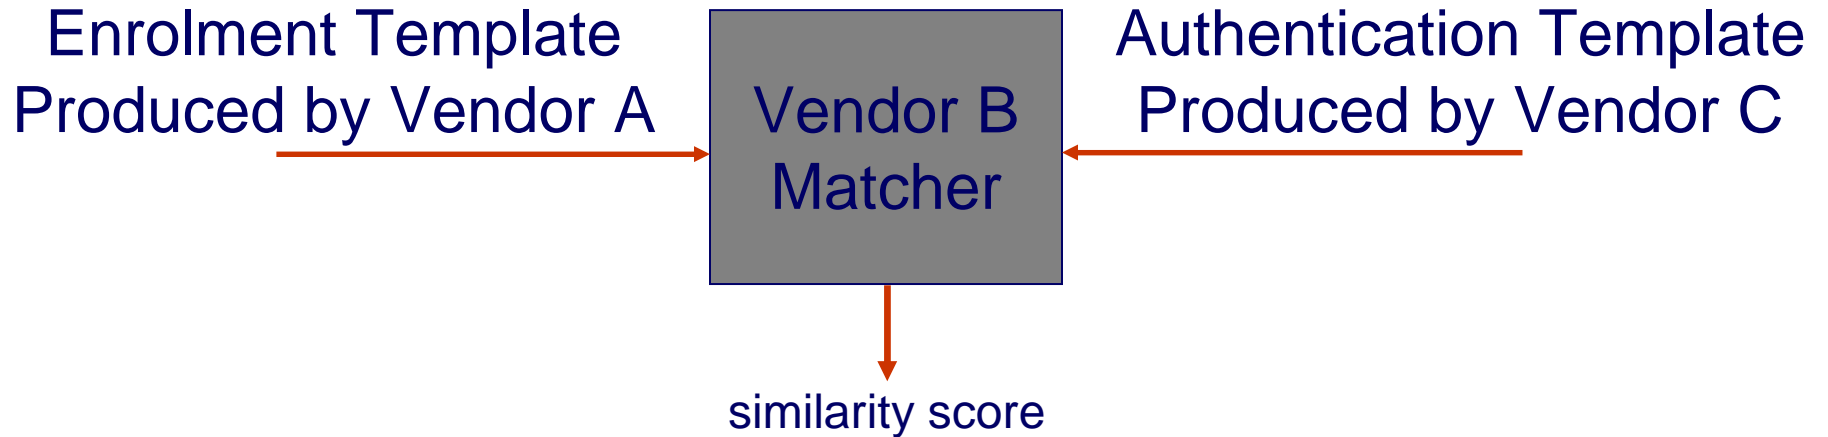 Enrolment Template
Produced by Vendor A
Vendor B
Matcher
Authentication Template
Produced by Vendor C
similarity score